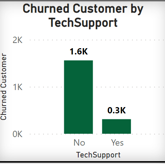 Churned Customer by
TechSupport
Churned Customer
2K
1K
0K
1.6K
0.3K
No
Yes
TechSupport